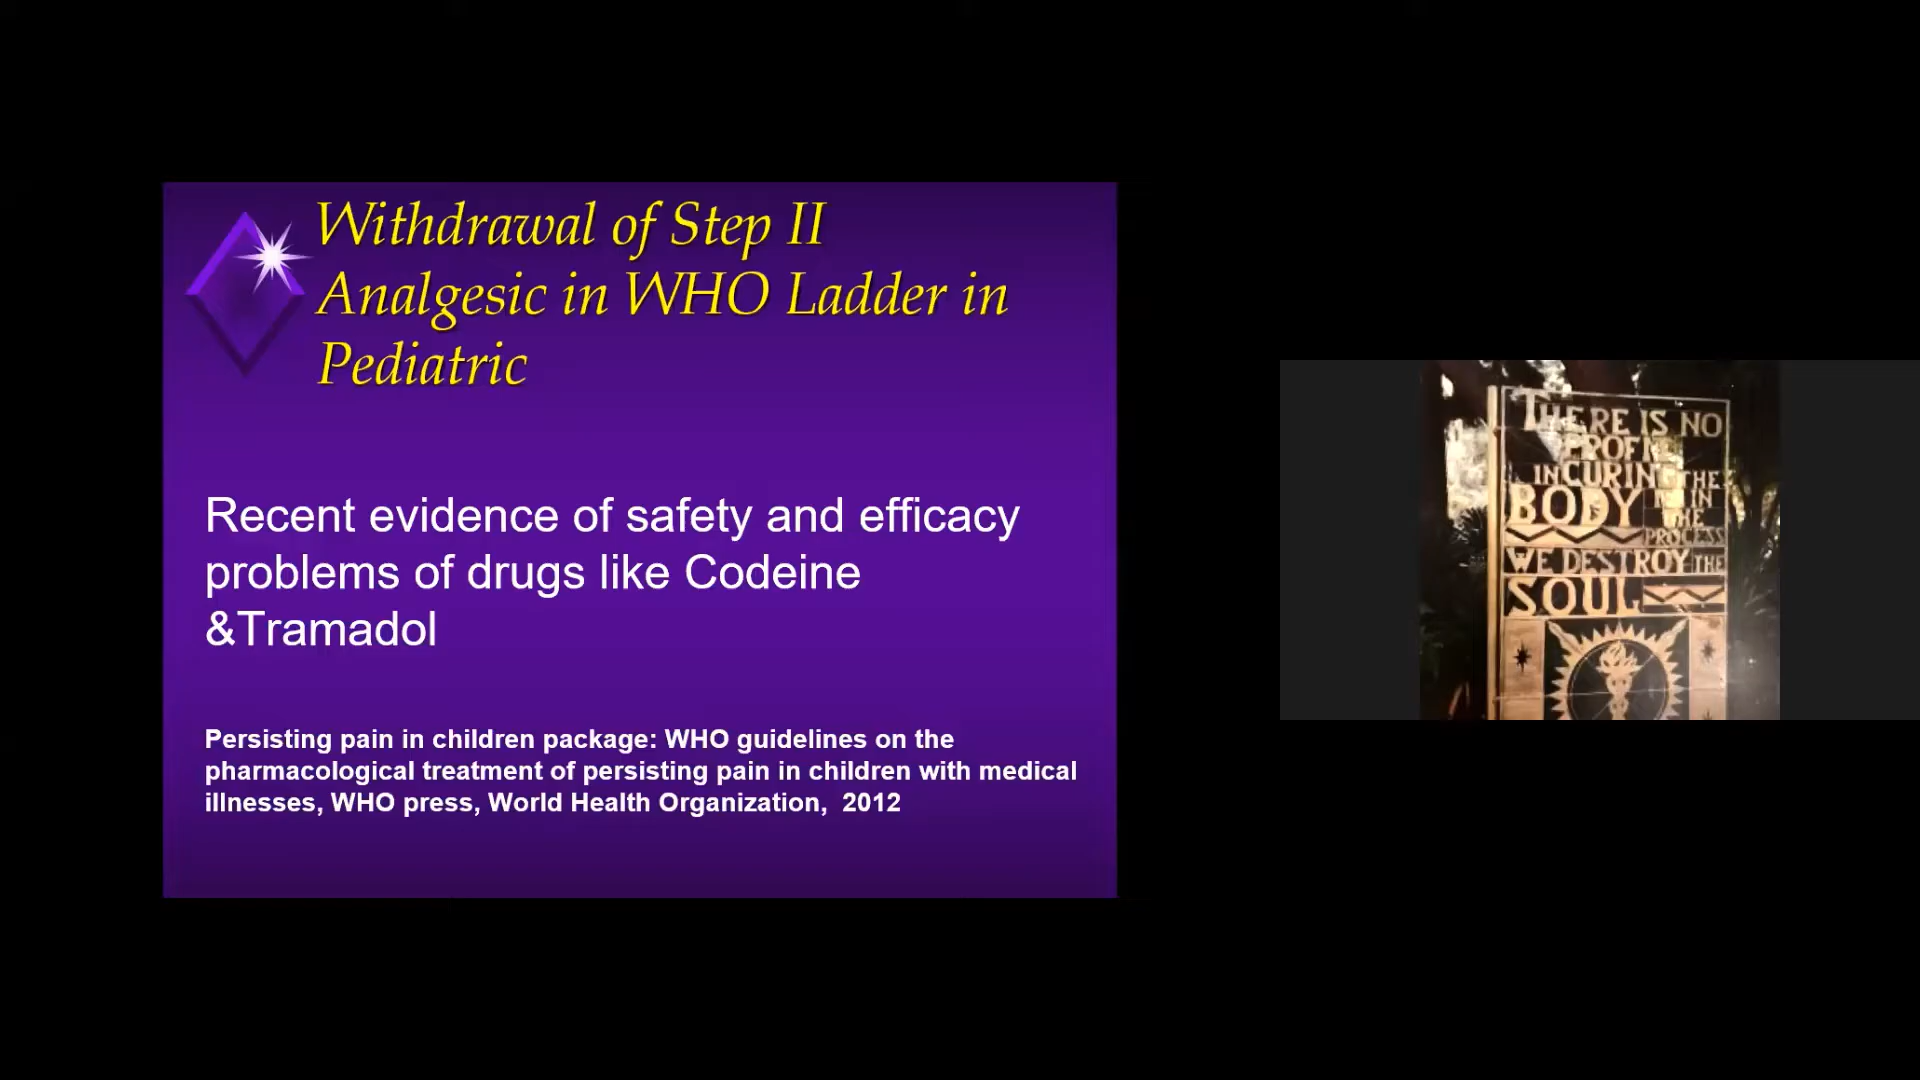 Withdrawal of Step II
Analgesic in WHO Ladder in
Pediatric
Recent evidence of safety and efficacy
problems of drugs like Codeine
&Tramadol
Persisting pain in children package: WHO guidelines on the
pharmacological treatment of persisting pain in children with medical
illnesses, WHO press, World Health Organization,  2012
THERE IS NO
PROFIT
IN CURING THE
BODY IF IN
THE
PROCESS
WE DESTROY THE
SOUL